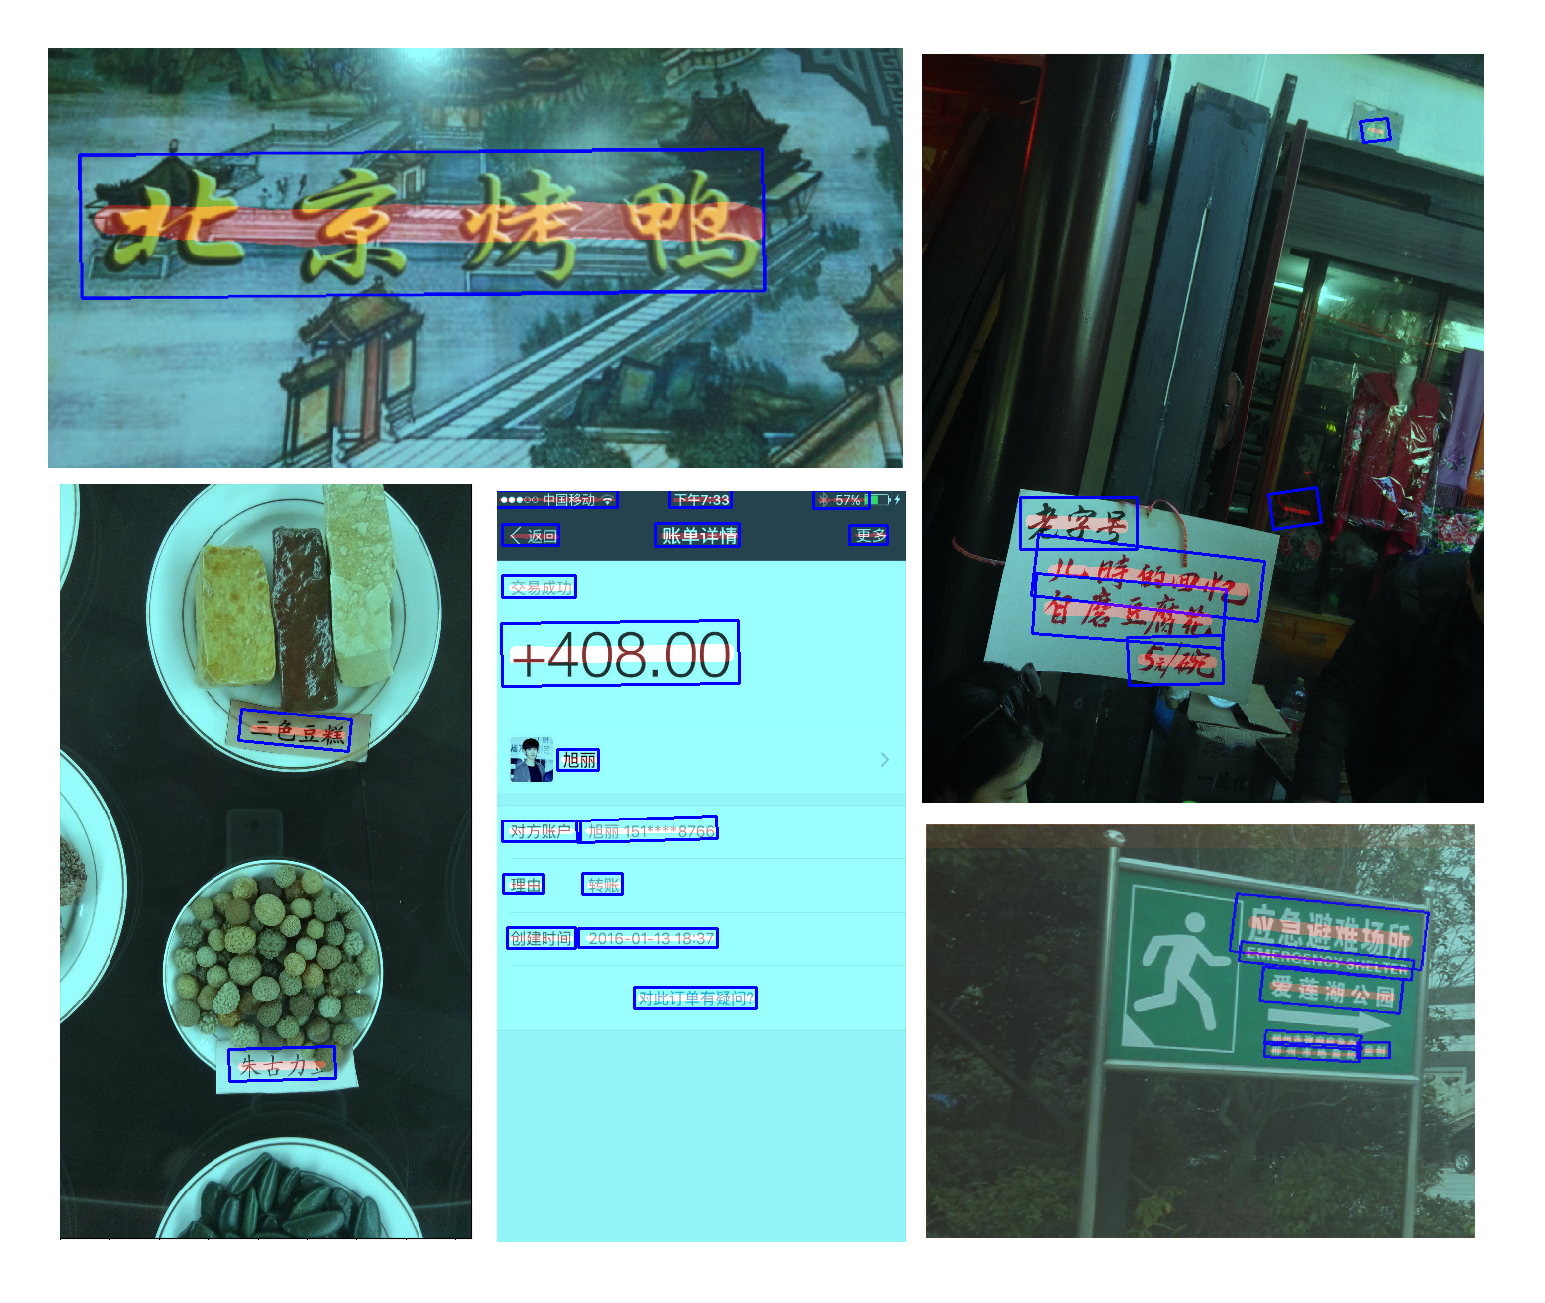 北京烤鸭
老字号
儿時的回忆
甘磨豆腐花
5元/碗
三色豆糕
朱古力豆
中国移动
下午7:33
57%
返回
账单详情
更多
交易成功
+408.00
旭丽
对方账户 旭丽 151****8766
理由 转账
创建时间 2016-01-13 18:37
对此订单有疑问?
应急避难场所
EMERGENCY SHELTER
爱莲湖公园